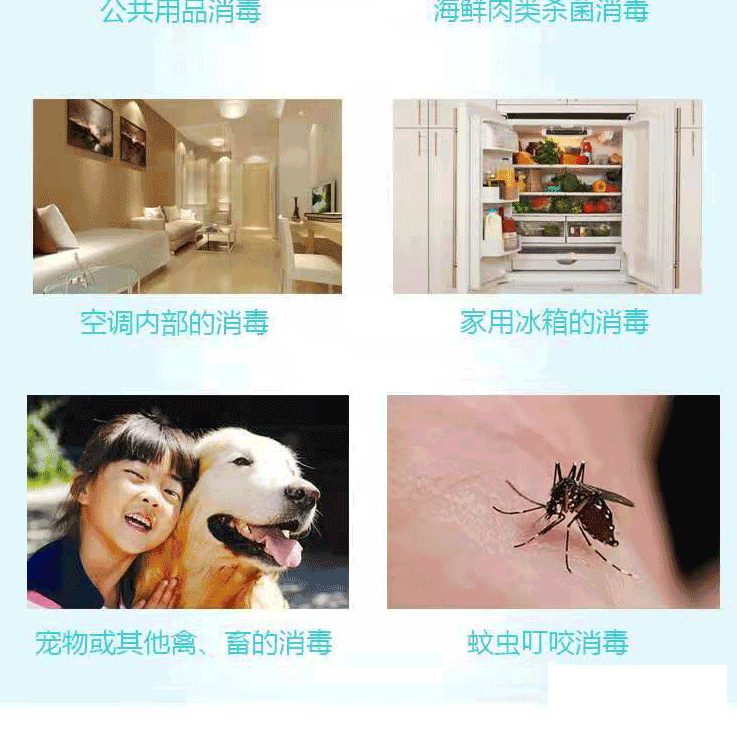 公共用品消毒
海鲜肉类杀菌消毒
空调内部的消毒
家用冰箱的消毒
宠物或其他禽、畜的消毒
蚊虫叮咬消毒